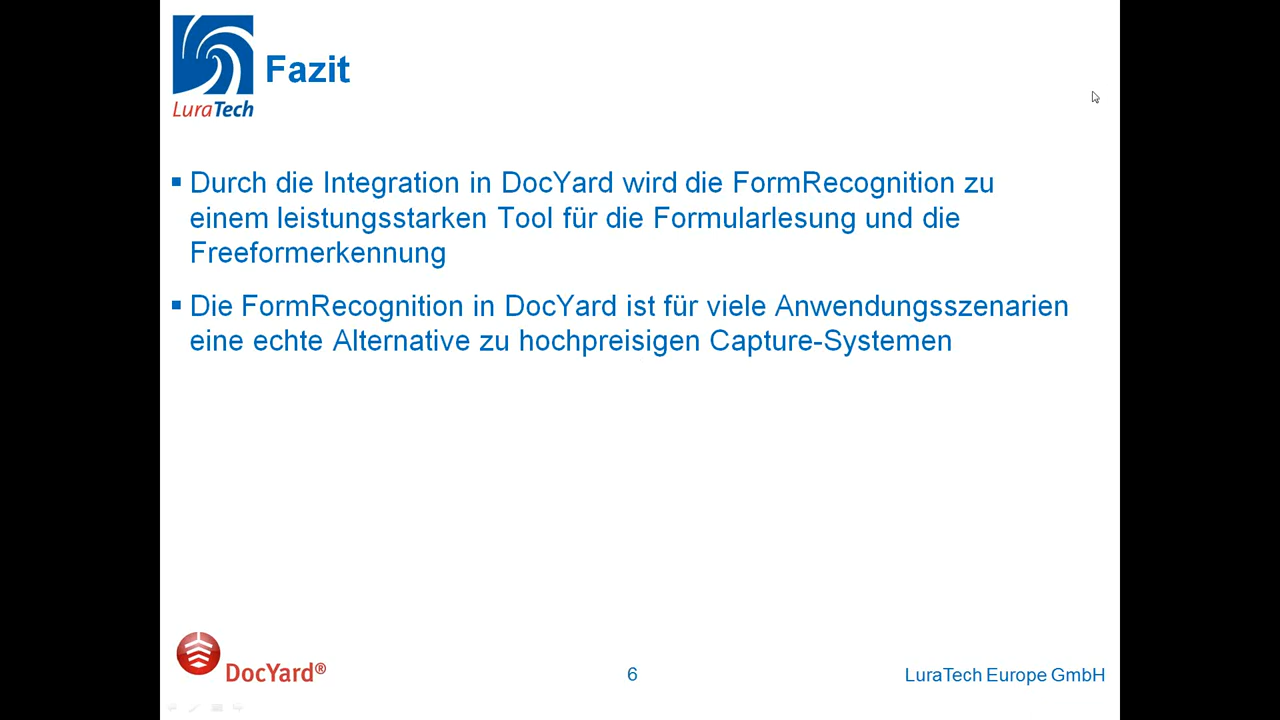 LuraTech
Fazit
▪ Durch die Integration in DocYard wird die FormRecognition zu
einem leistungsstarken Tool für die Formularlesung und die
Freeformerkennung
▪ Die FormRecognition in DocYard ist für viele Anwendungsszenarien
eine echte Alternative zu hochpreisigen Capture-Systemen
DocYard®
6
LuraTech Europe GmbH